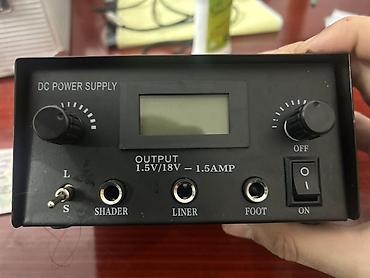 DC POWER SUPPLY
OUTPUT
1.5V/18V - 1.5AMP
OFF
L
S
SHADER
LINER
FOOT
O
I
ON